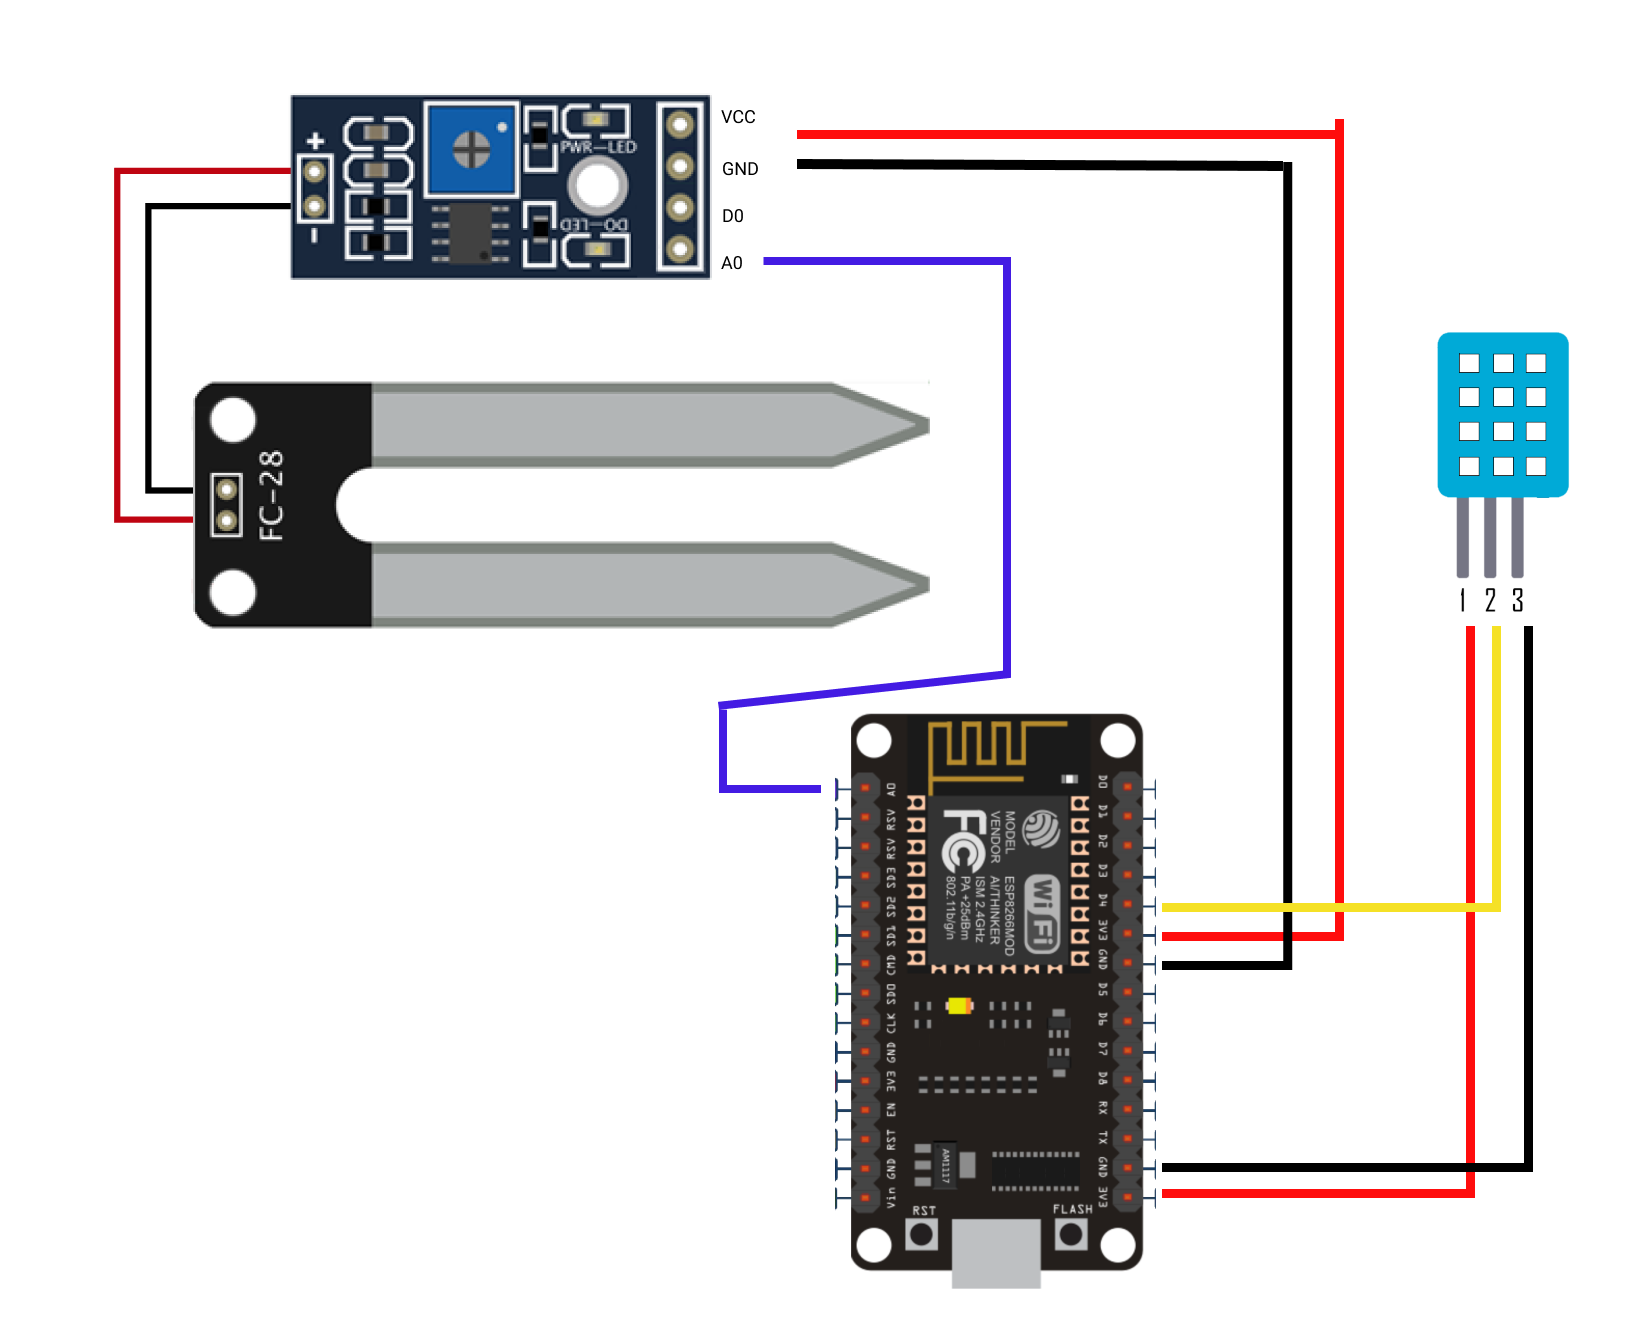 VCC
GND
D0
A0
+
-
PWR-LED
DO-LED
FC-28
1 2 3
A0
RSV
RSV
SD3
SD2
SD1
CMD
SD0
CLK
GND
3V3
EN
RST
GND
Vin
D0
D1
D2
D3
D4
3V3
GND
D5
D6
D7
D8
RX
TX
GND
3V3
MODEL
VENDOR
FC
ESP8266MOD
AI/THINKER
ISM 2.4GHz
PA +25dBm
802.11b/g/n
WiFi
AM1117
RST
FLASH